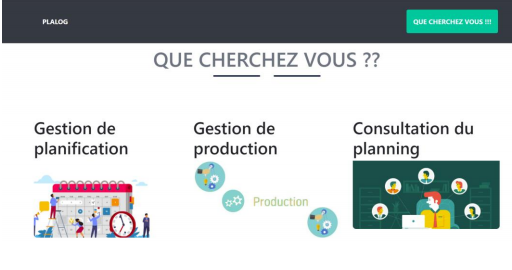 PLALOG
QUE CHERCHEZ VOUS !!!
QUE CHERCHEZ VOUS ??
Gestion de
planification
Gestion de
production
Consultation du
planning
Production